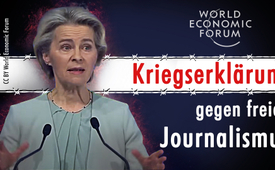 WORLD
ECONOMIC
FORUM
Kriegserklärun
gegen freie
Journalismu
CC BY World Economic Forum